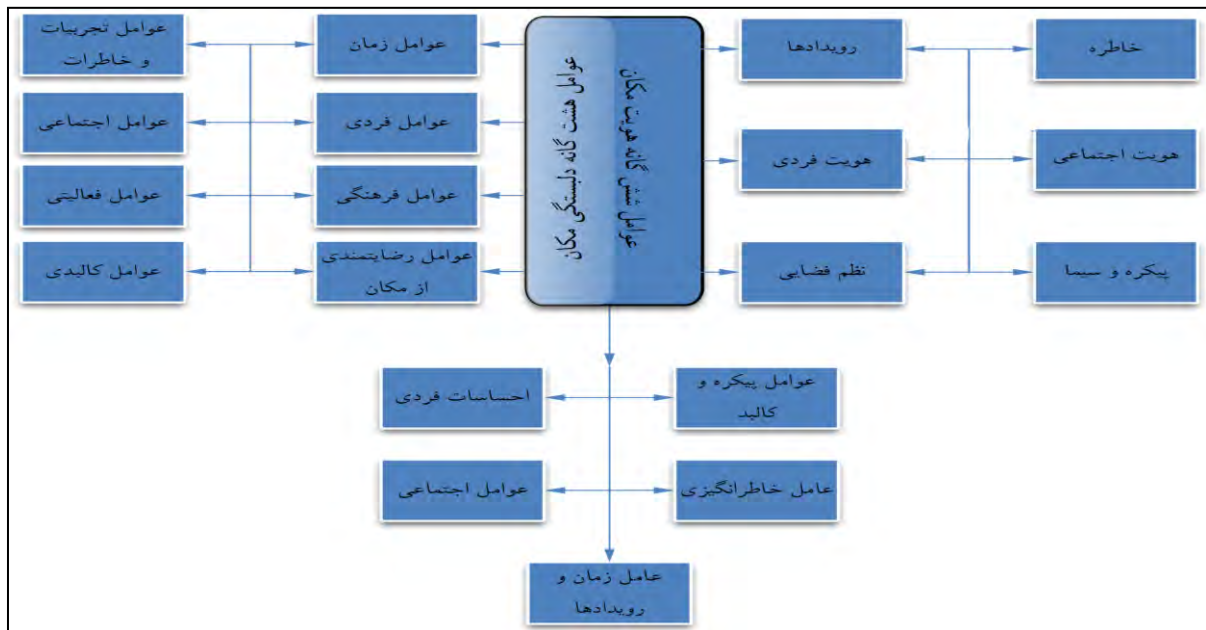 خاطره
رویدادها
عوامل زمان
عوامل تجربیات
و خاطرات
هویت اجتماعی
هویت فردی
عوامل فردی
عوامل اجتماعی
عوامل فرهنگی
عوامل فعالیتی
پیکره و سیما
نظم فضایی
عوامل رضایتمندی
از مکان
عوامل کالبدی
عوامل شش گانه هویت مکان
عوامل هشت گانه دلبستگی مکان
عوامل پیکره و
کالبد
احساسات فردی
عامل خاطرانگیزی
عوامل اجتماعی
عامل زمان و
رویدادها